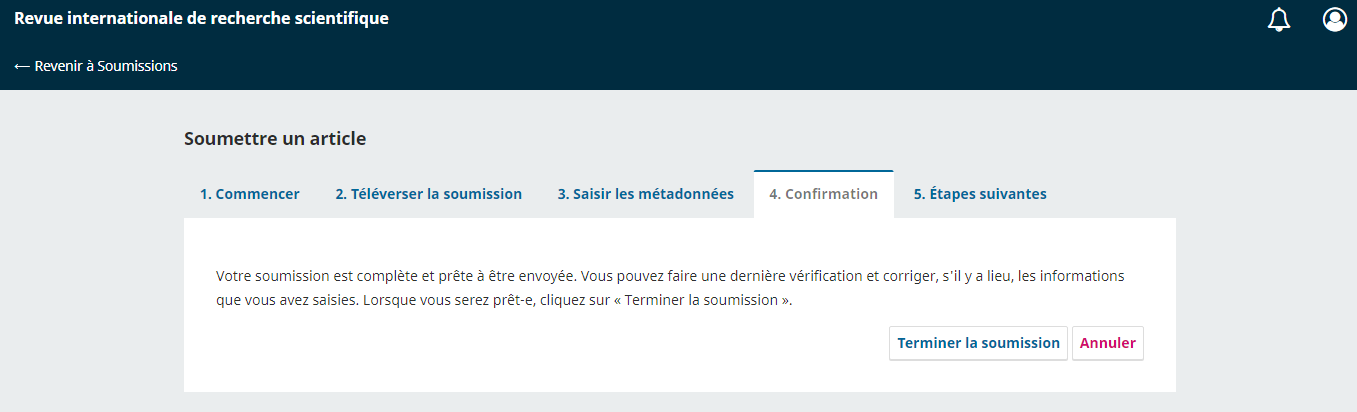 Revue internationale de recherche scientifique
← Revenir à Soumissions
Soumettre un article
1. Commencer 2. Téléverser la soumission 3. Saisir les métadonnées 4. Confirmation 5. Étapes suivantes
Votre soumission est complète et prête à être envoyée. Vous pouvez faire une dernière vérification et corriger, s'il y a lieu, les informations
que vous avez saisies. Lorsque vous serez prêt-e, cliquez sur « Terminer la soumission ».
Terminer la soumission Annuler